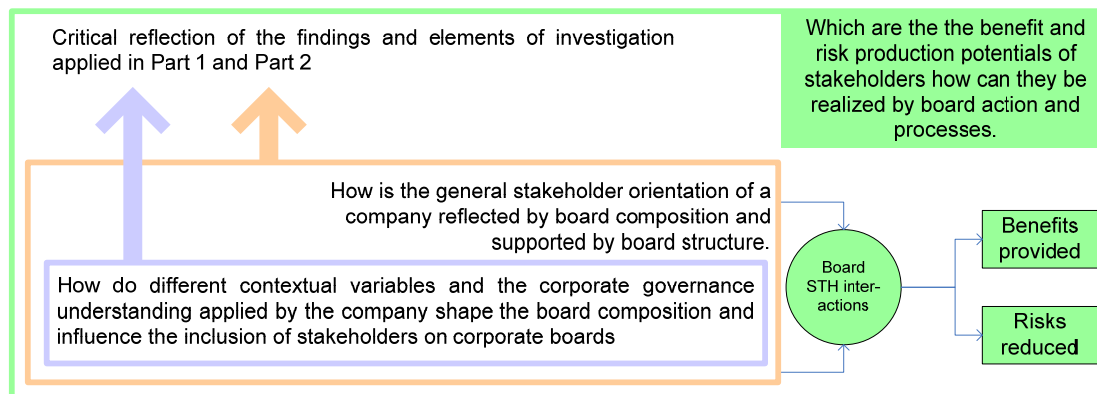 Critical reflection of the findings and elements of investigation
applied in Part 1 and Part 2
Which are the the benefit and
risk production potentials of
stakeholders how can they be
realized by board action and
processes.
How is the general stakeholder orientation of a
company reflected by board composition and
supported by board structure.
How do different contextual variables and the corporate governance
understanding applied by the company shape the board composition and
influence the inclusion of stakeholders on corporate boards
Board
STH inter-
actions
Benefits
provided
Risks
reduced